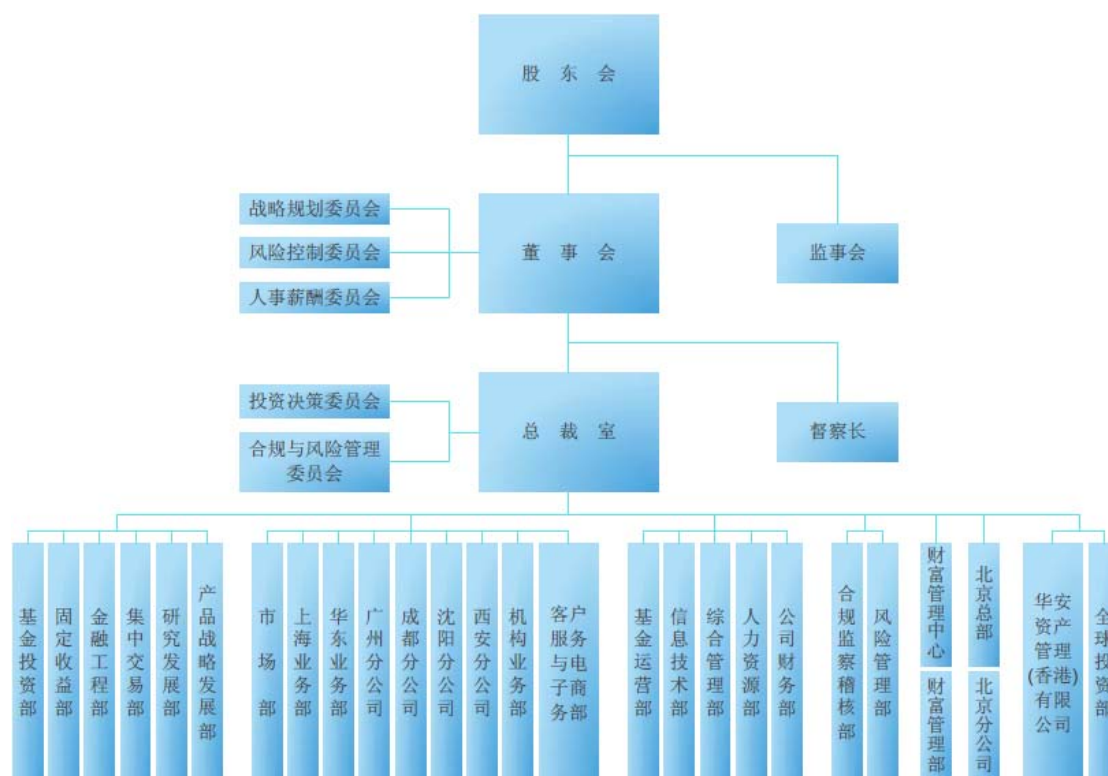 股 东 会
战略规划委员会
风险控制委员会
人事薪酬委员会
董 事 会
监事会
投资决策委员会
合规与风险管理
委员会
总 裁 室
督察长
基金投资部
固定收益部
金融工程部
集中交易部
研究发展部
产品战略发展部
市 场 部
上海业务部
华东业务部
广州分公司
成都分公司
沈阳分公司
西安分公司
机构业务部
客户
服务
与电
子商
务部
基金运营部
信息技术部
综合管理部
人力资源部
公司财务部
合规监察稽核部
风险管理部
财富管理中心
财富管理部
北京总部
北京分公司
华安
资产
管理
(香港)
有限
公司
全球投资部